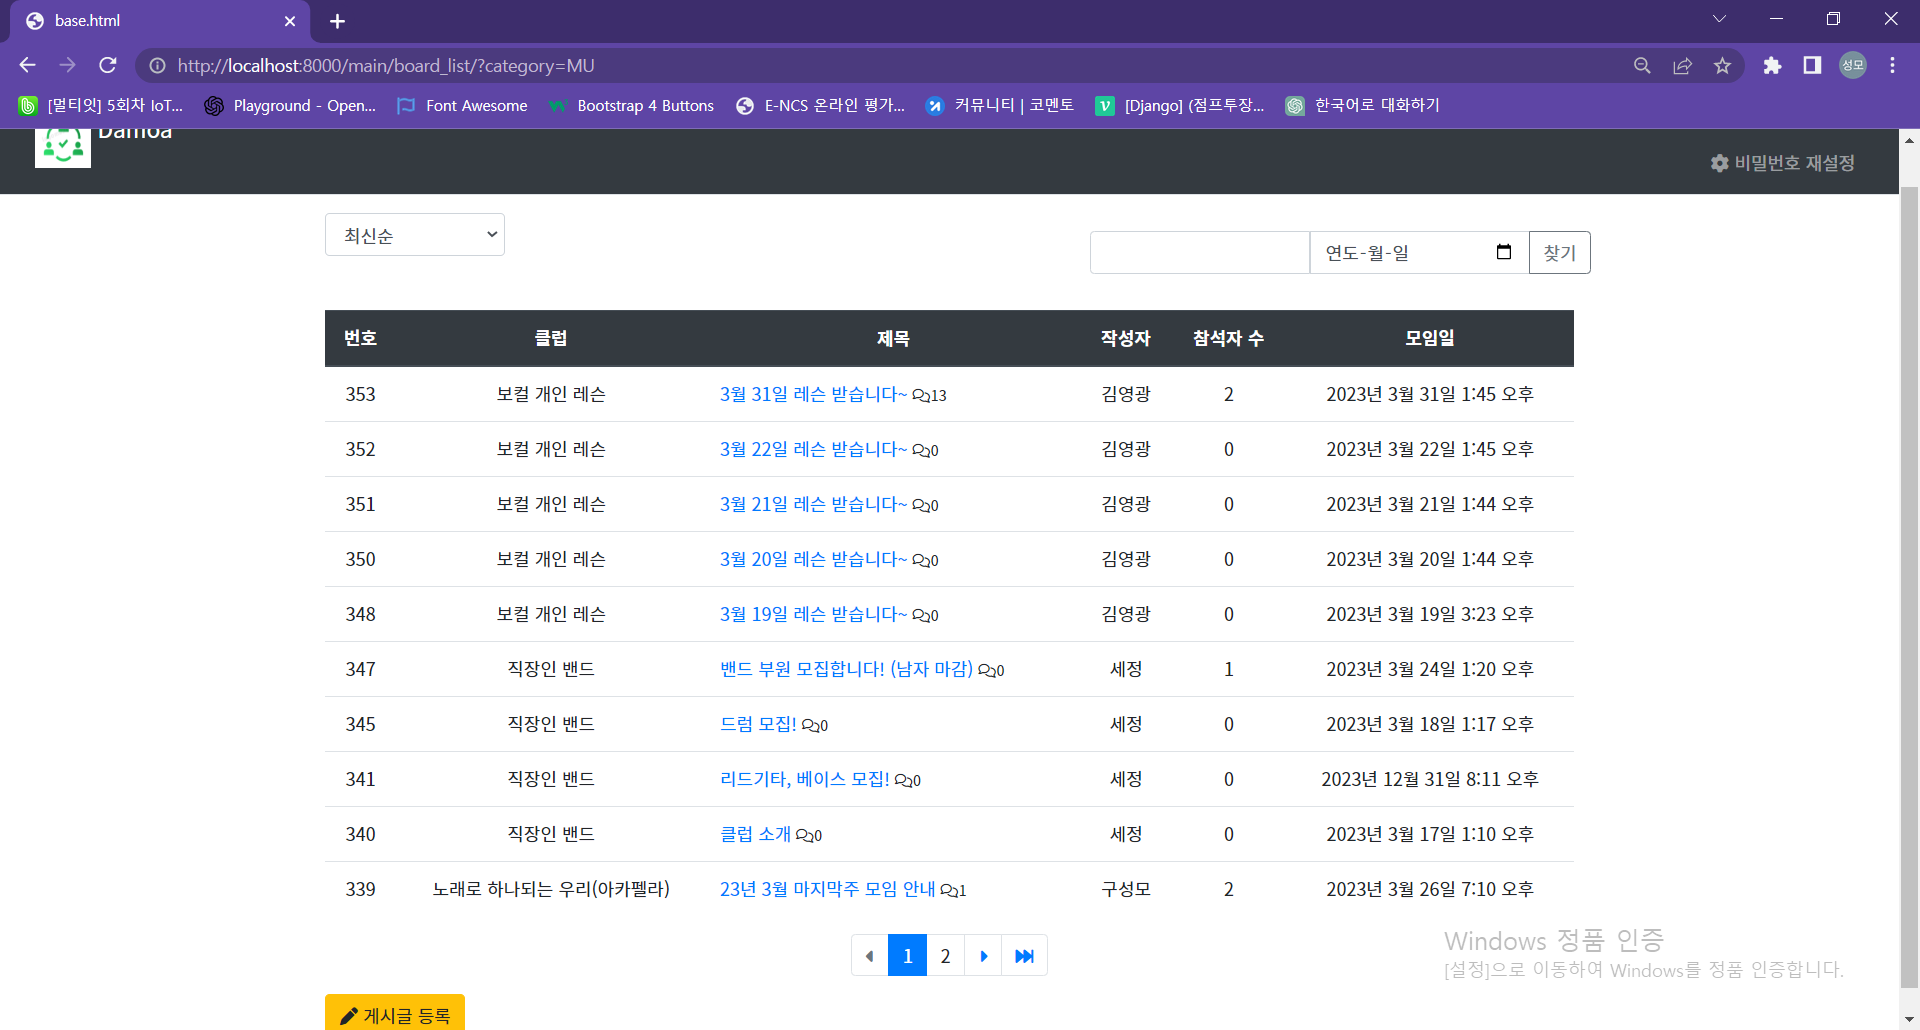 base.html
http://localhost:8000/main/board_list/?category=MU
성모
[멀티잇] 5회차 IoT... Playground - Open... Font Awesome Bootstrap 4 Buttons E-NCS 온라인 평가... 커뮤니티 | 코멘토 [Django] (점프투장... 한국어로 대화하기
Damoa
비밀번호 재설정
최신순 연도-월-일 찾기
번호 클럽 제목 작성자 참석자 수 모임일
353 보컬 개인 레슨 3월 31일 레슨 받습니다~ 13 김영광 2 2023년 3월 31일 1:45 오후
352 보컬 개인 레슨 3월 22일 레슨 받습니다~ 0 김영광 0 2023년 3월 22일 1:45 오후
351 보컬 개인 레슨 3월 21일 레슨 받습니다~ 0 김영광 0 2023년 3월 21일 1:44 오후
350 보컬 개인 레슨 3월 20일 레슨 받습니다~ 0 김영광 0 2023년 3월 20일 1:44 오후
348 보컬 개인 레슨 3월 19일 레슨 받습니다~ 0 김영광 0 2023년 3월 19일 3:23 오후
347 직장인 밴드 밴드 부원 모집합니다! (남자 마감) 0 세정 1 2023년 3월 24일 1:20 오후
345 직장인 밴드 드럼 모집! 0 세정 0 2023년 3월 18일 1:17 오후
341 직장인 밴드 리드기타, 베이스 모집! 0 세정 0 2023년 12월 31일 8:11 오후
340 직장인 밴드 클럽 소개 0 세정 0 2023년 3월 17일 1:10 오후
339 노래로 하나되는 우리(아카펠라) 23년 3월 마지막주 모임 안내 1 구성모 2 2023년 3월 26일 7:10 오후
1 2
Windows 정품 인증
[설정]으로 이동하여 Windows를 정품 인증합니다.
게시글 등록